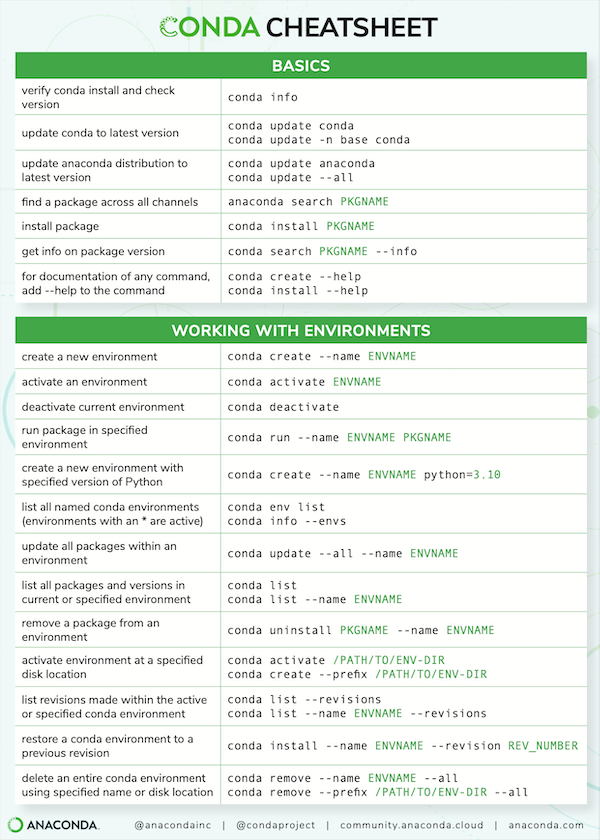 CONDA CHEATSHEET
BASICS
verify conda install and check
version
conda info
update conda to latest version
conda update conda
conda update -n base conda
update anaconda distribution to
latest version
conda update anaconda
conda update --all
find a package across all channels
anaconda search PKGNAME
install package
conda install PKGNAME
get info on package version
conda search PKGNAME --info
for documentation of any command,
add --help to the command
conda create --help
conda install --help
WORKING WITH ENVIRONMENTS
create a new environment
conda create --name ENVNAME
activate an environment
conda activate ENVNAME
deactivate current environment
conda deactivate
run package in specified
environment
conda run --name ENVNAME PKGNAME
create a new environment with
specified version of Python
conda create --name ENVNAME python=3.10
list all named conda environments
(environments with an * are active)
conda env list
conda info --envs
update all packages within an
environment
conda update --all --name ENVNAME
list all packages and versions in
current or specified environment
conda list
conda list --name ENVNAME
remove a package from an
environment
conda uninstall PKGNAME --name ENVNAME
activate environment at a specified
disk location
conda activate /PATH/TO/ENV-DIR
conda create --prefix /PATH/TO/ENV-DIR
list revisions made within the active
or specified conda environment
conda list --revisions
conda list --name ENVNAME --revisions
restore a conda environment to a
previous revision
conda install --name ENVNAME --revision REV_NUMBER
delete an entire conda environment
using specified name or disk location
conda remove --name ENVNAME --all
conda remove --prefix /PATH/TO/ENV-DIR --all
ANACONDA.
@anacondainc | @condaproject | community.anaconda.cloud | anaconda.com